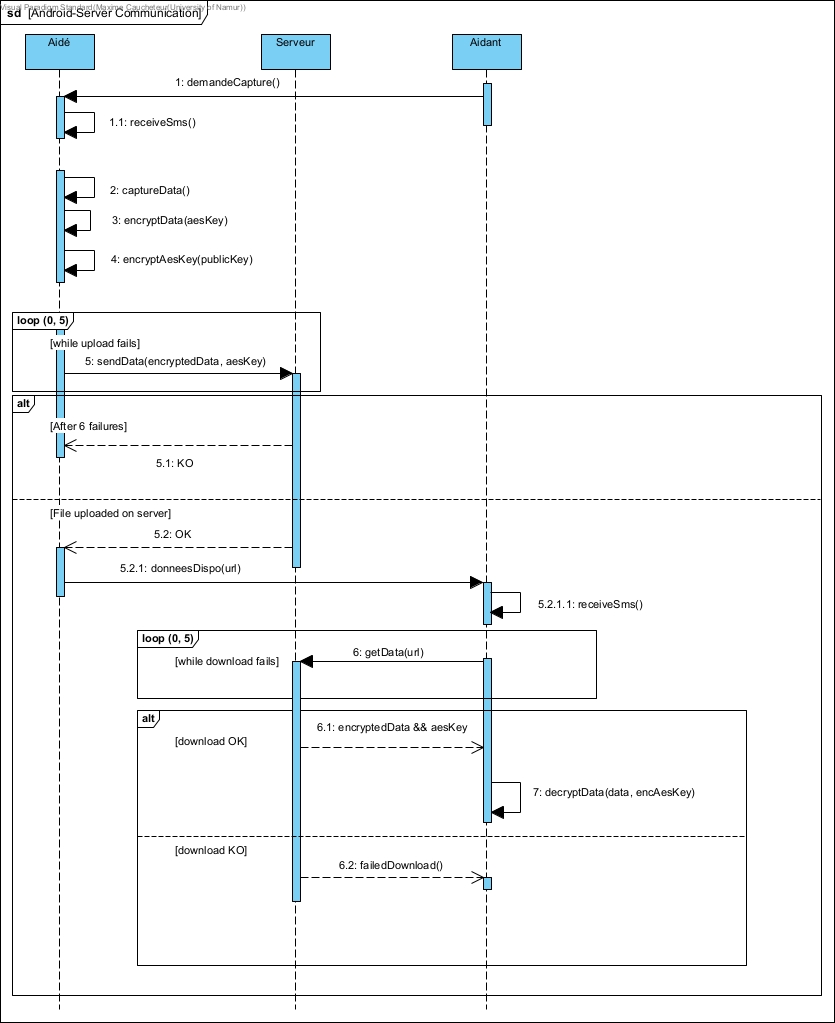 Visual Paradigm Standard(Maxime Caucheteur(University of Namur))
sd [Android-Server Communication]
Aidé
Serveur
Aidant
1: demandeCapture()
1.1: receiveSms()
2: captureData()
3: encryptData(aesKey)
4: encryptAesKey(publicKey)
loop (0, 5)
[while upload fails]
5: sendData(encryptedData, aesKey)
alt
[After 6 failures]
5.1: KO
[File uploaded on server]
5.2: OK
5.2.1: donneesDispo(url)
5.2.1.1: receiveSms()
loop (0, 5)
6: getData(url)
[while download fails]
alt
6.1: encryptedData && aesKey
[download OK]
7: decryptData(data, encAesKey)
[download KO]
6.2: failedDownload()